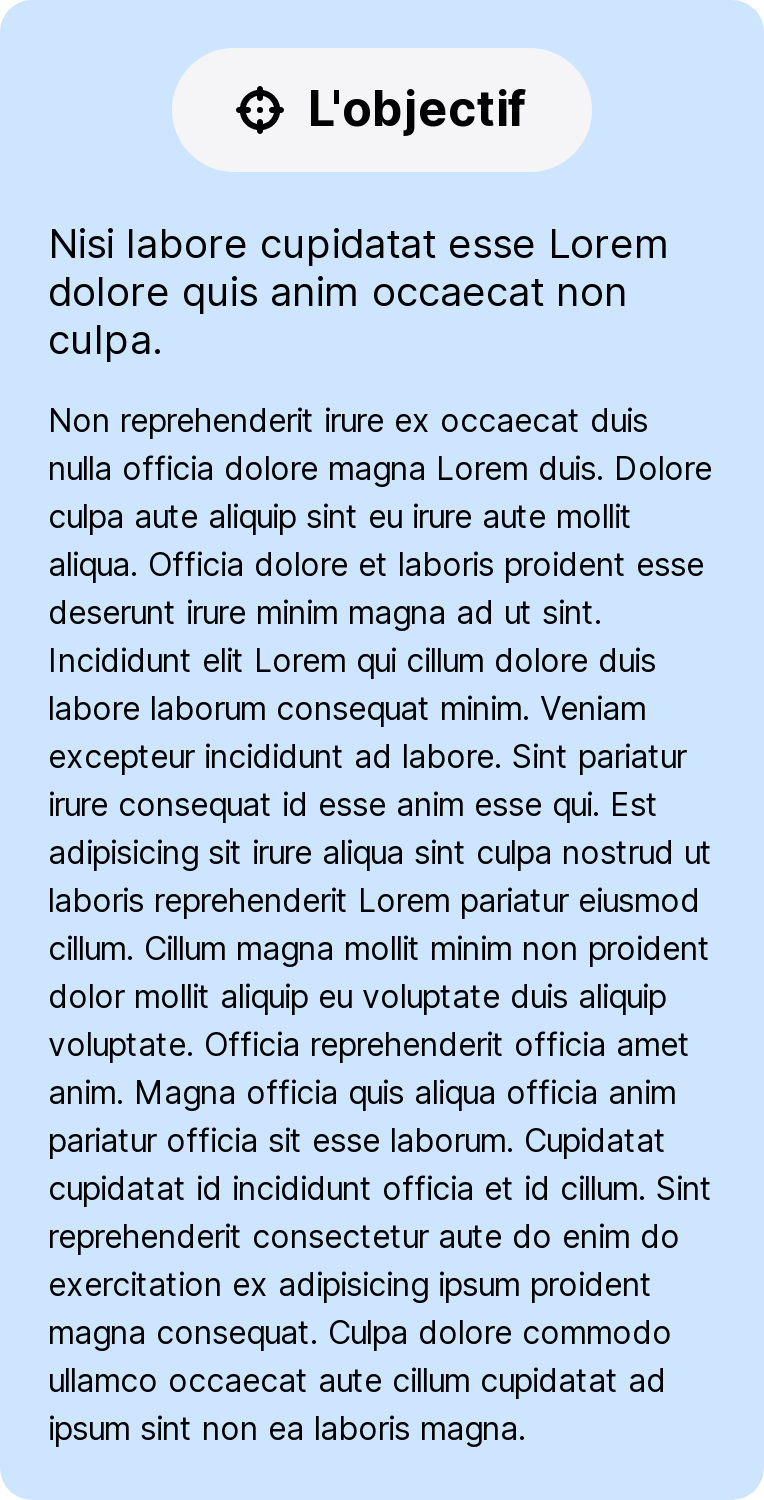 L'objectif
Nisi labore cupidatat esse Lorem
dolore quis anim occaecat non
culpa.
Non reprehenderit irure ex occaecat duis
nulla officia dolore magna Lorem duis. Dolore
culpa aute aliquip sint eu irure aute mollit
aliqua. Officia dolore et laboris proident esse
deserunt irure minim magna ad ut sint.
Incididunt elit Lorem qui cillum dolore duis
labore laborum consequat minim. Veniam
excepteur incididunt ad labore. Sint pariatur
irure consequat id esse anim esse qui. Est
adipisicing sit irure aliqua sint culpa nostrud ut
laboris reprehenderit Lorem pariatur eiusmod
cillum. Cillum magna mollit minim non proident
dolor mollit aliquip eu voluptate duis aliquip
voluptate. Officia reprehenderit officia amet
anim. Magna officia quis aliqua officia anim
pariatur officia sit esse laborum. Cupidatat
cupidatat id incididunt officia et id cillum. Sint
reprehenderit consectetur aute do enim do
exercitation ex adipisicing ipsum proident
magna consequat. Culpa dolore commodo
ullamco occaecat aute cillum cupidatat ad
ipsum sint non ea laboris magna.